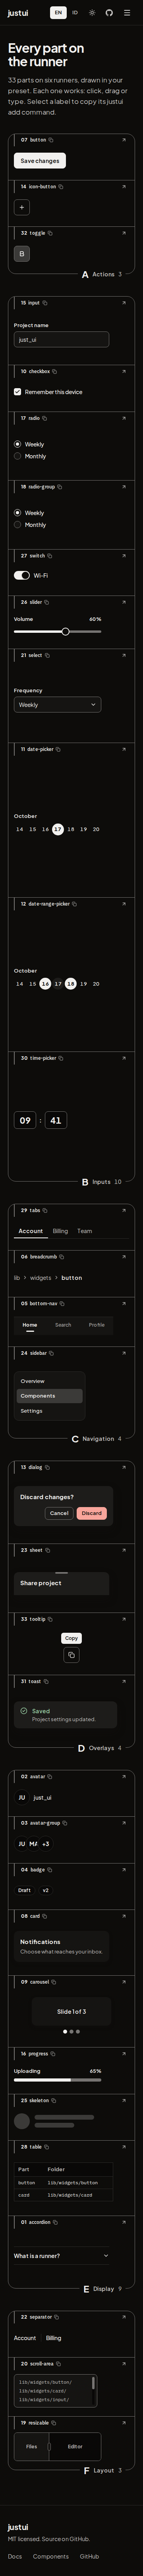 justui EN ID
Every part on
the runner
33 parts on six runners, drawn in your
preset. Each one works: click, drag or
type. Select a label to copy its justui
add command.
07 button
Save changes
14 icon-button
32 toggle
B
A Actions 3
15 input
Project name
just_ui
10 checkbox
Remember this device
17 radio
Weekly
Monthly
18 radio-group
Weekly
Monthly
27 switch
Wi-Fi
26 slider
Volume 60%
21 select
Frequency
Weekly
11 date-picker
October
14 15 16 17 18 19 20
12 date-range-picker
October
14 15 16 17 18 19 20
30 time-picker
09 : 41
B Inputs 10
29 tabs
Account Billing Team
06 breadcrumb
lib > widgets > button
05 bottom-nav
Home Search Profile
24 sidebar
Overview
Components
Settings
C Navigation 4
13 dialog
Discard changes?
Cancel Discard
23 sheet
Share project
33 tooltip
Copy
31 toast
Saved
Project settings updated.
D Overlays 4
02 avatar
JU just_ui
03 avatar-group
JU MA +3
04 badge
Draft v2
08 card
Notifications
Choose what reaches your inbox.
09 carousel
Slide 1 of 3
16 progress
Uploading 65%
25 skeleton
28 table
Part Folder
button lib/widgets/button
card lib/widgets/card
01 accordion
What is a runner?
E Display 9
22 separator
Account Billing
20 scroll-area
lib/widgets/button/
lib/widgets/card/
lib/widgets/input/
19 resizable
Files Editor
F Layout 3
justui
MIT licensed. Source on GitHub.
Docs Components GitHub